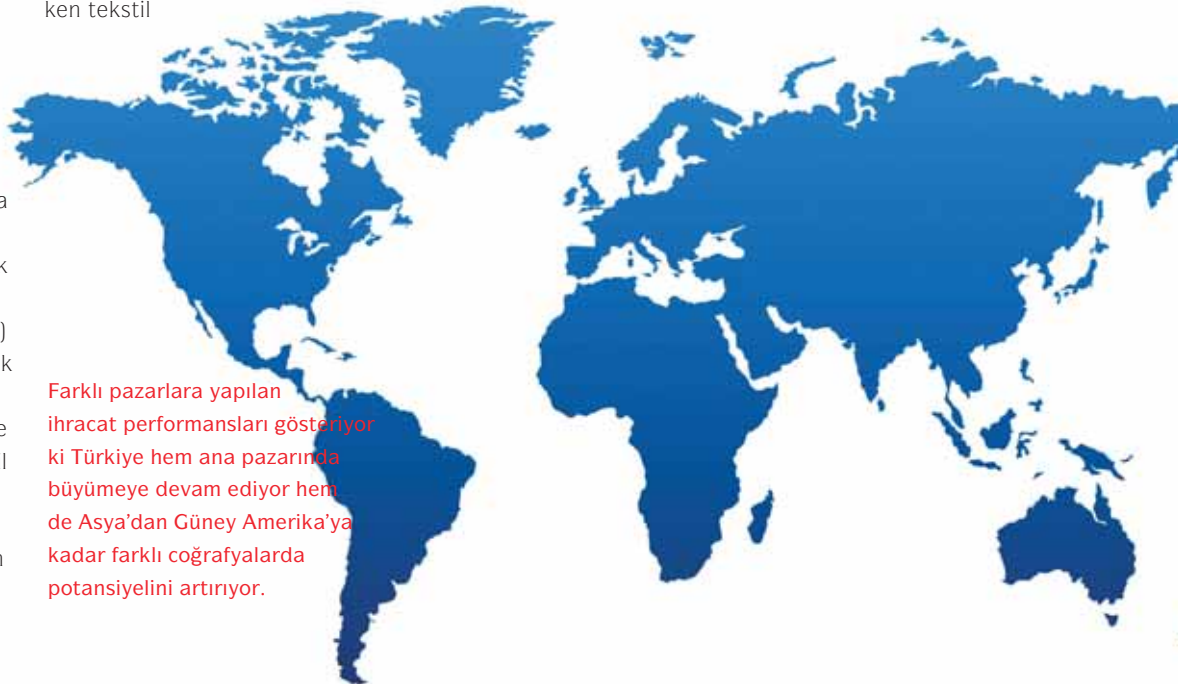 ken tekstil
a
k
)
k
e
l
n
Farklı pazarlara yapılan
ihracat performansları gösteriyor
ki Türkiye hem ana pazarında
büyümeye devam ediyor hem
de Asya’dan Güney Amerika’ya
kadar farklı coğrafyalarda
potansiyelini artırıyor.